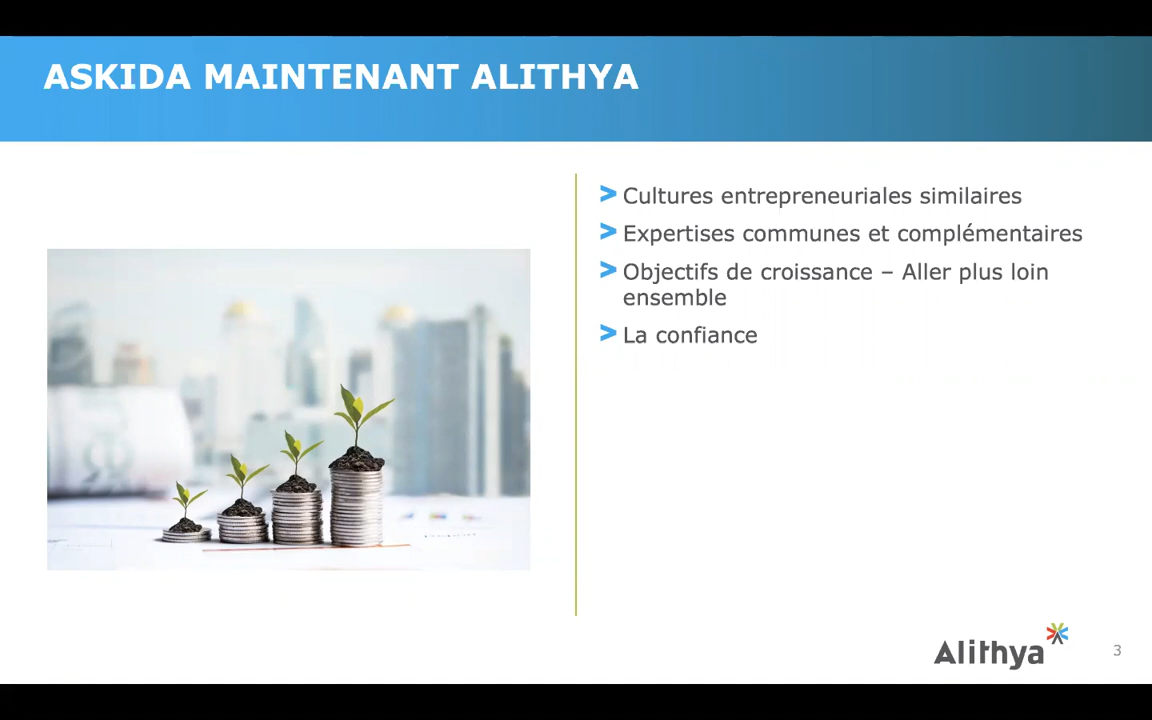 ASKIDA MAINTENANT ALITHYA
> Cultures entrepreneuriales similaires
> Expertises communes et complémentaires
> Objectifs de croissance – Aller plus loin
ensemble
> La confiance
Alithya
3